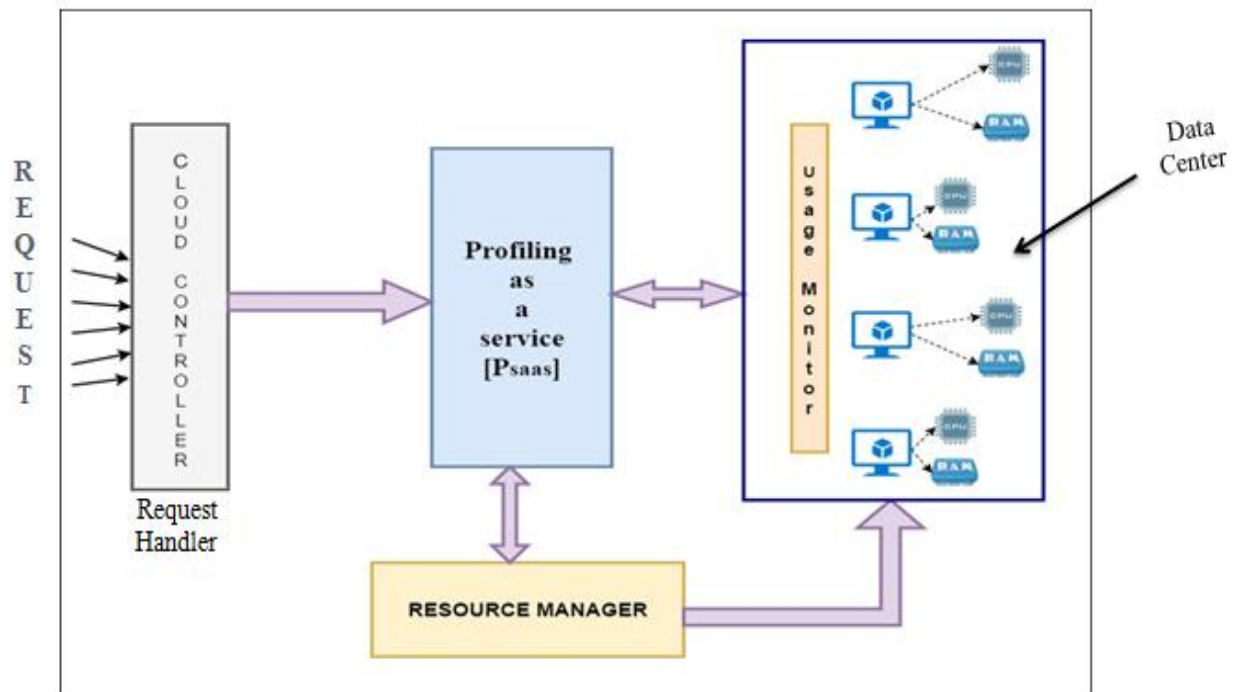 REQUEST
CLOUD CONTROLLER
Request
Handler
Profiling
as
a
service
[Psaas]
Usage Monitor
CPU
RAM
CPU
RAM
CPU
RAM
CPU
RAM
Data
Center
RESOURCE MANAGER